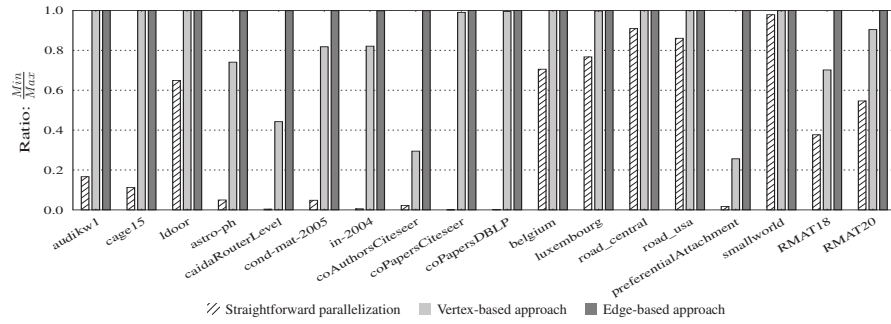 1.0
0.8
0.6
0.4
0.2
0.0
Ratio: Min/Max
audikw1
cage15
ldoor
astro-ph
caidaRouterLevel
cond-mat-2005
in-2004
coAuthorsCiteseer
coPapersCiteseer
coPapersDBLP
belgium
luxembourg
road_central
road_usa
preferentialAttachment
smallworld
RMAT18
RMAT20
Straightforward parallelization
Vertex-based approach
Edge-based approach